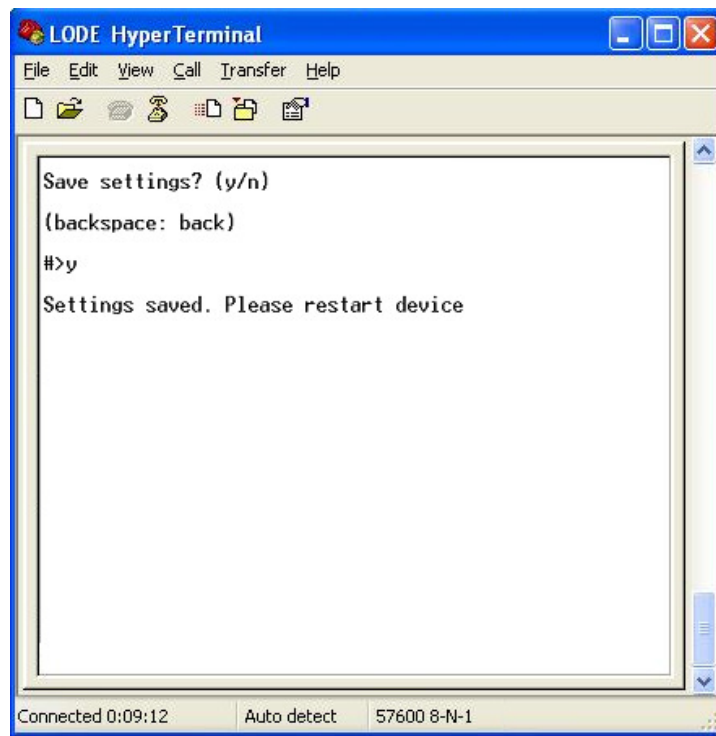 LODE HyperTerminal
File Edit View Call Transfer Help
Save settings? (y/n)
(backspace: back)
#>y
Settings saved. Please restart device
Connected 0:09:12 Auto detect 57600 8-N-1